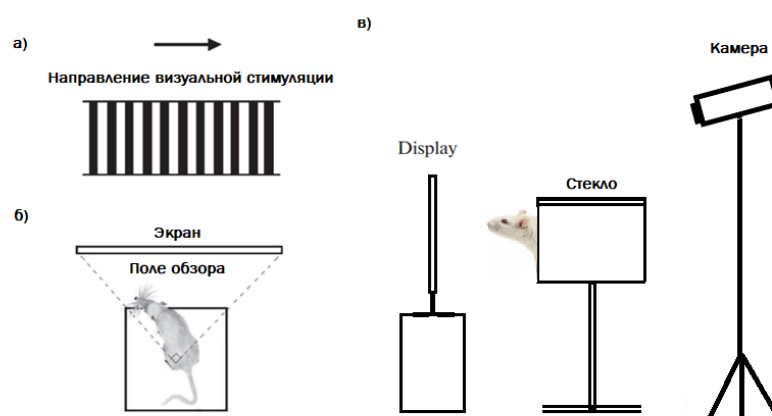 а)
Направление визуальной стимуляции
б)
Экран
Поле обзора
в)
Камера
Display
Стекло